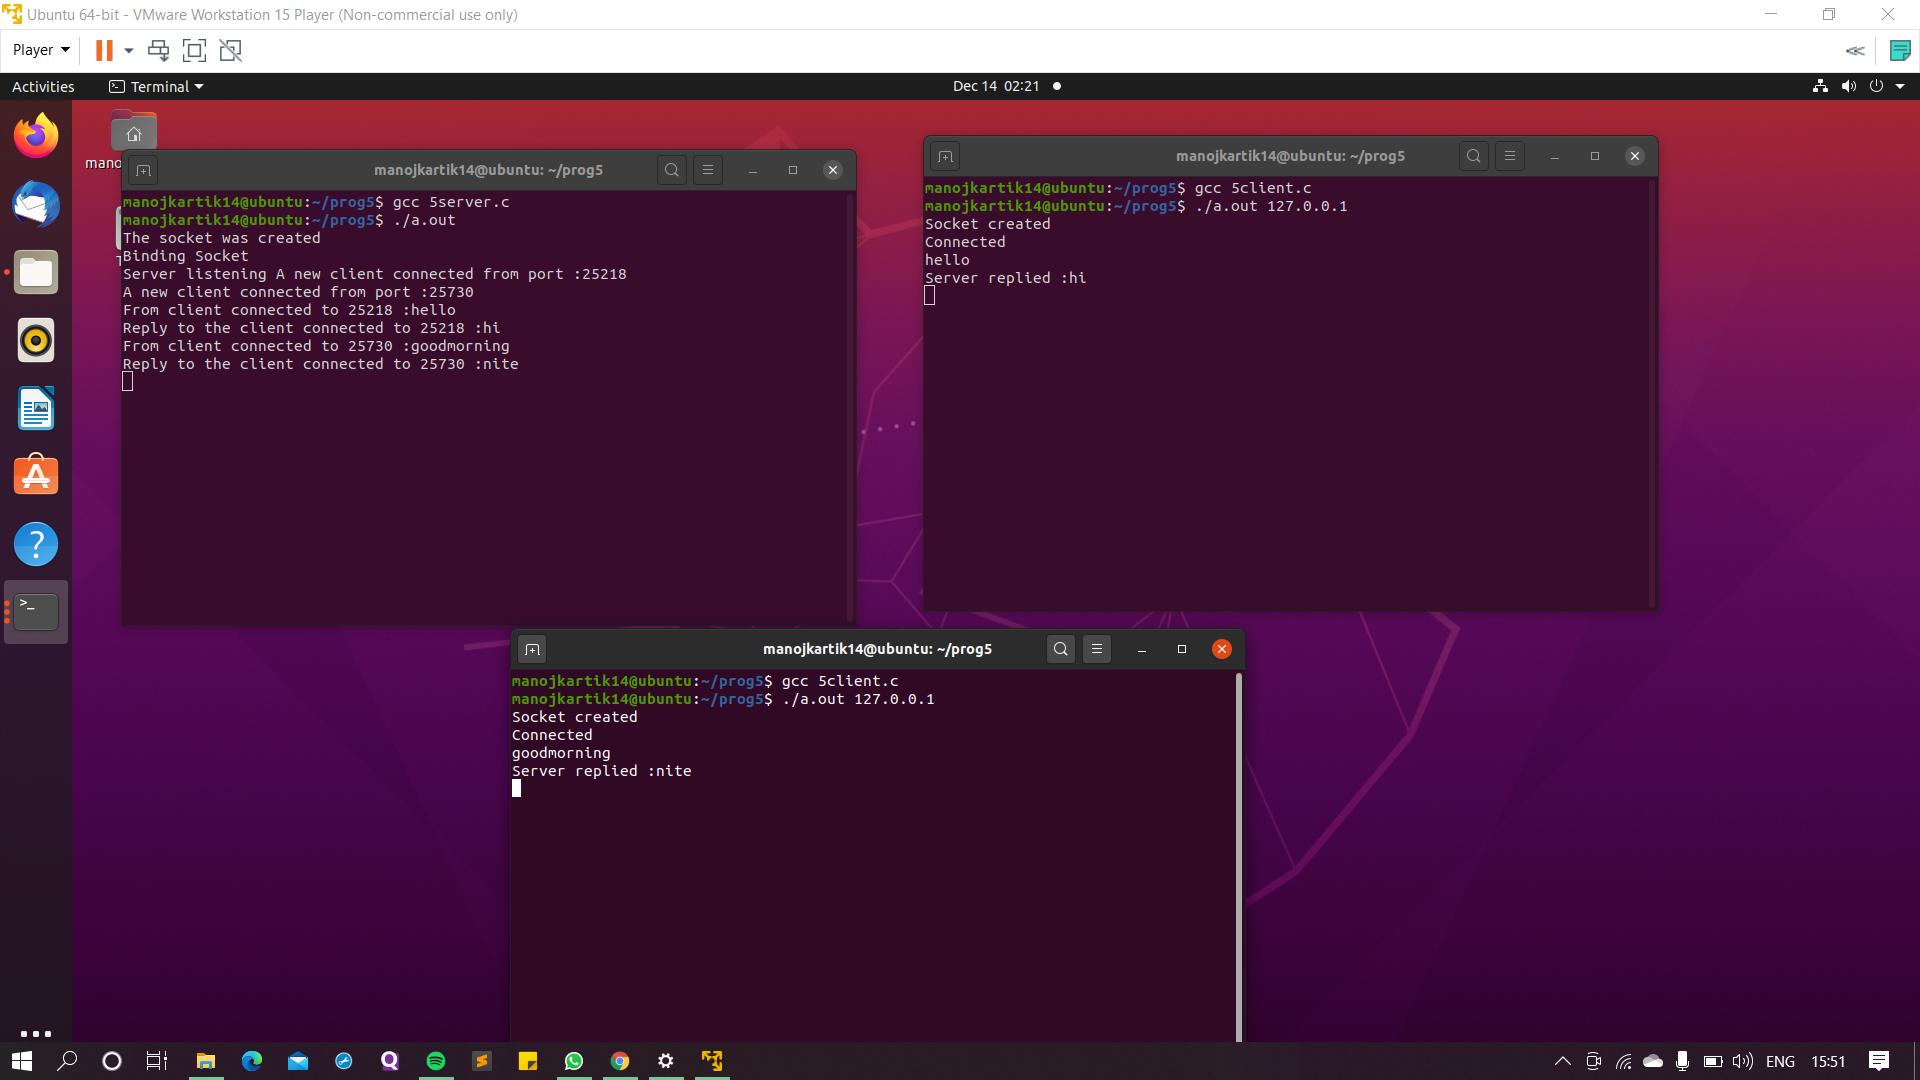 Ubuntu 64-bit - VMware Workstation 15 Player (Non-commercial use only)
Player
Activities
Terminal
Dec 14 02:21
mano
manojkartik14@ubuntu: ~/prog5
manojkartik14@ubuntu:~/prog5$ gcc 5server.c
manojkartik14@ubuntu:~/prog5$ ./a.out
The socket was created
Binding Socket
Server listening A new client connected from port :25218
A new client connected from port :25730
From client connected to 25218 :hello
Reply to the client connected to 25218 :hi
From client connected to 25730 :goodmorning
Reply to the client connected to 25730 :nite
manojkartik14@ubuntu: ~/prog5
manojkartik14@ubuntu:~/prog5$ gcc 5client.c
manojkartik14@ubuntu:~/prog5$ ./a.out 127.0.0.1
Socket created
Connected
hello
Server replied :hi
manojkartik14@ubuntu: ~/prog5
manojkartik14@ubuntu:~/prog5$ gcc 5client.c
manojkartik14@ubuntu:~/prog5$ ./a.out 127.0.0.1
Socket created
Connected
goodmorning
Server replied :nite
ENG
15:51